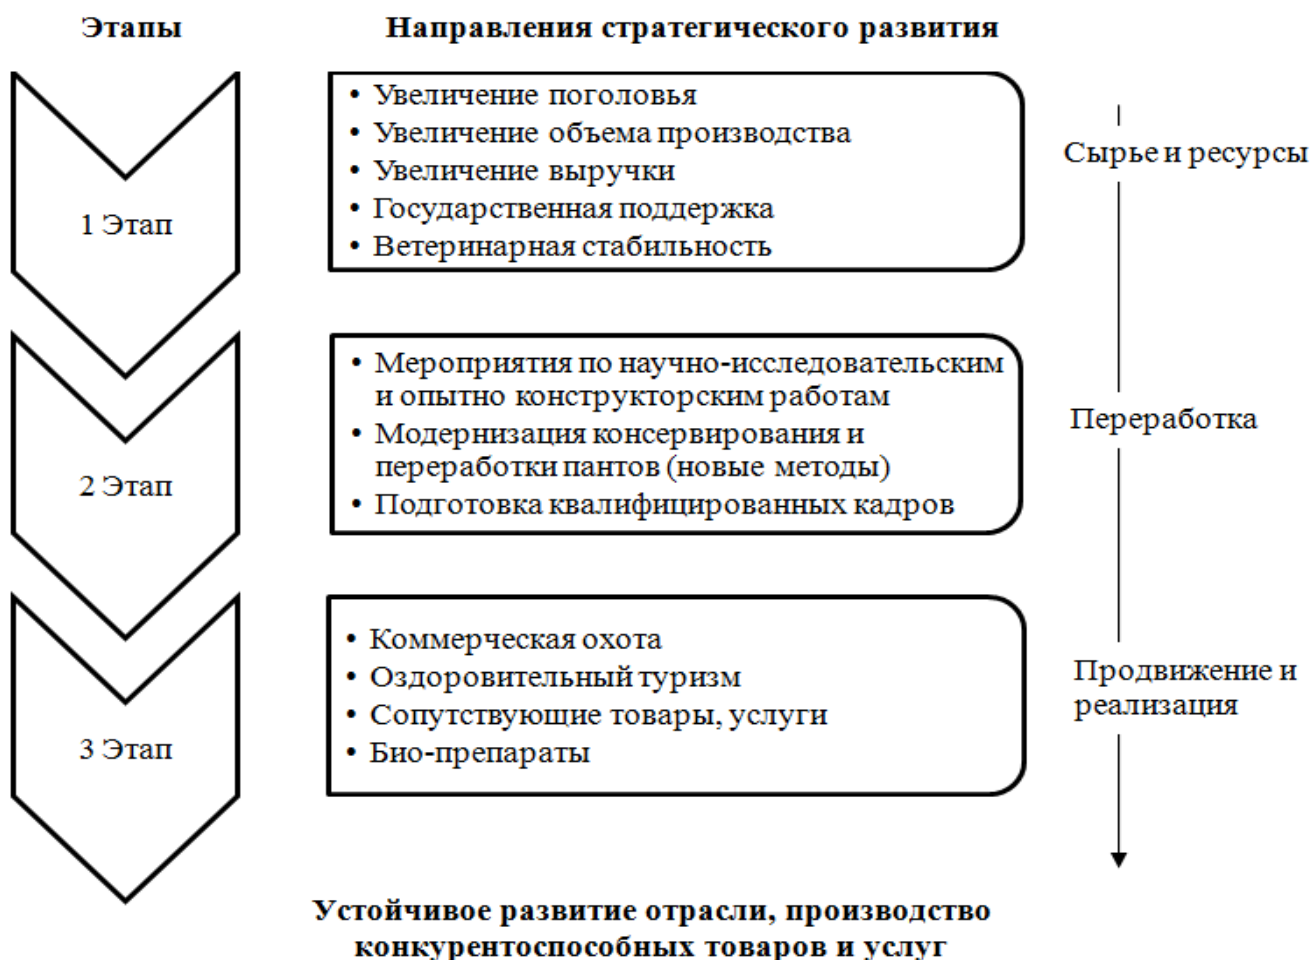 Этапы
Направления стратегического развития
1 Этап
• Увеличение поголовья
• Увеличение объема производства
• Увеличение выручки
• Государственная поддержка
• Ветеринарная стабильность
Сырье и ресурсы
2 Этап
• Мероприятия по научно-исследовательским
и опытно конструкторским работам
• Модернизация консервирования и
переработки пантов (новые методы)
• Подготовка квалифицированных кадров
Переработка
3 Этап
• Коммерческая охота
• Оздоровительный туризм
• Сопутствующие товары, услуги
• Био-препараты
Продвижение и
реализация
Устойчивое развитие отрасли, производство
конкурентоспособных товаров и услуг